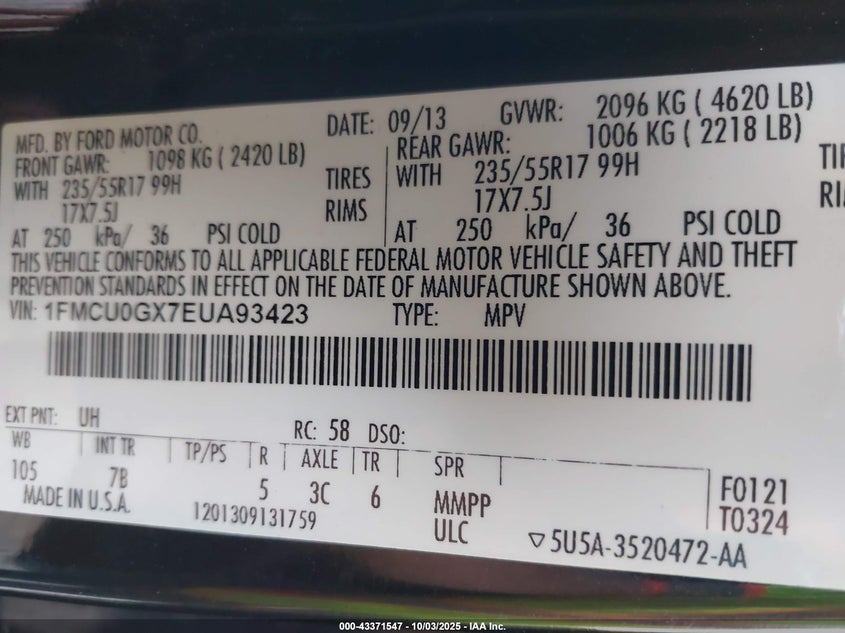 MFD. BY FORD MOTOR CO. DATE: 09/13 GVWR: 2096 KG ( 4620 LB)
FRONT GAWR: 1098 KG ( 2420 LB) REAR GAWR: 1006 KG ( 2218 LB)
WITH 235/55R17 99H TIRES WITH 235/55R17 99H
17X7.5J RIMS 17X7.5J
AT 250 kPa/ 36 PSI COLD AT 250 kPa/ 36 PSI COLD
THIS VEHICLE CONFORMS TO ALL APPLICABLE FEDERAL MOTOR VEHICLE SAFETY AND THEFT
PREVENTION STANDARDS IN EFFECT ON THE DATE OF MANUFACTURE SHOWN ABOVE.
VIN: 1FMCU0GX7EUA93423 TYPE: MPV
EXT PNT: UH RC: 58 DSO:
WB INT TR TP/PS R AXLE TR SPR
105 7B 5 3C 6 MMPP F0121
MADE IN U.S.A. 1201309131759 ULC T0324
5U5A-3520472-AA
000-43371547 - 10/03/2025 - IAA Inc.